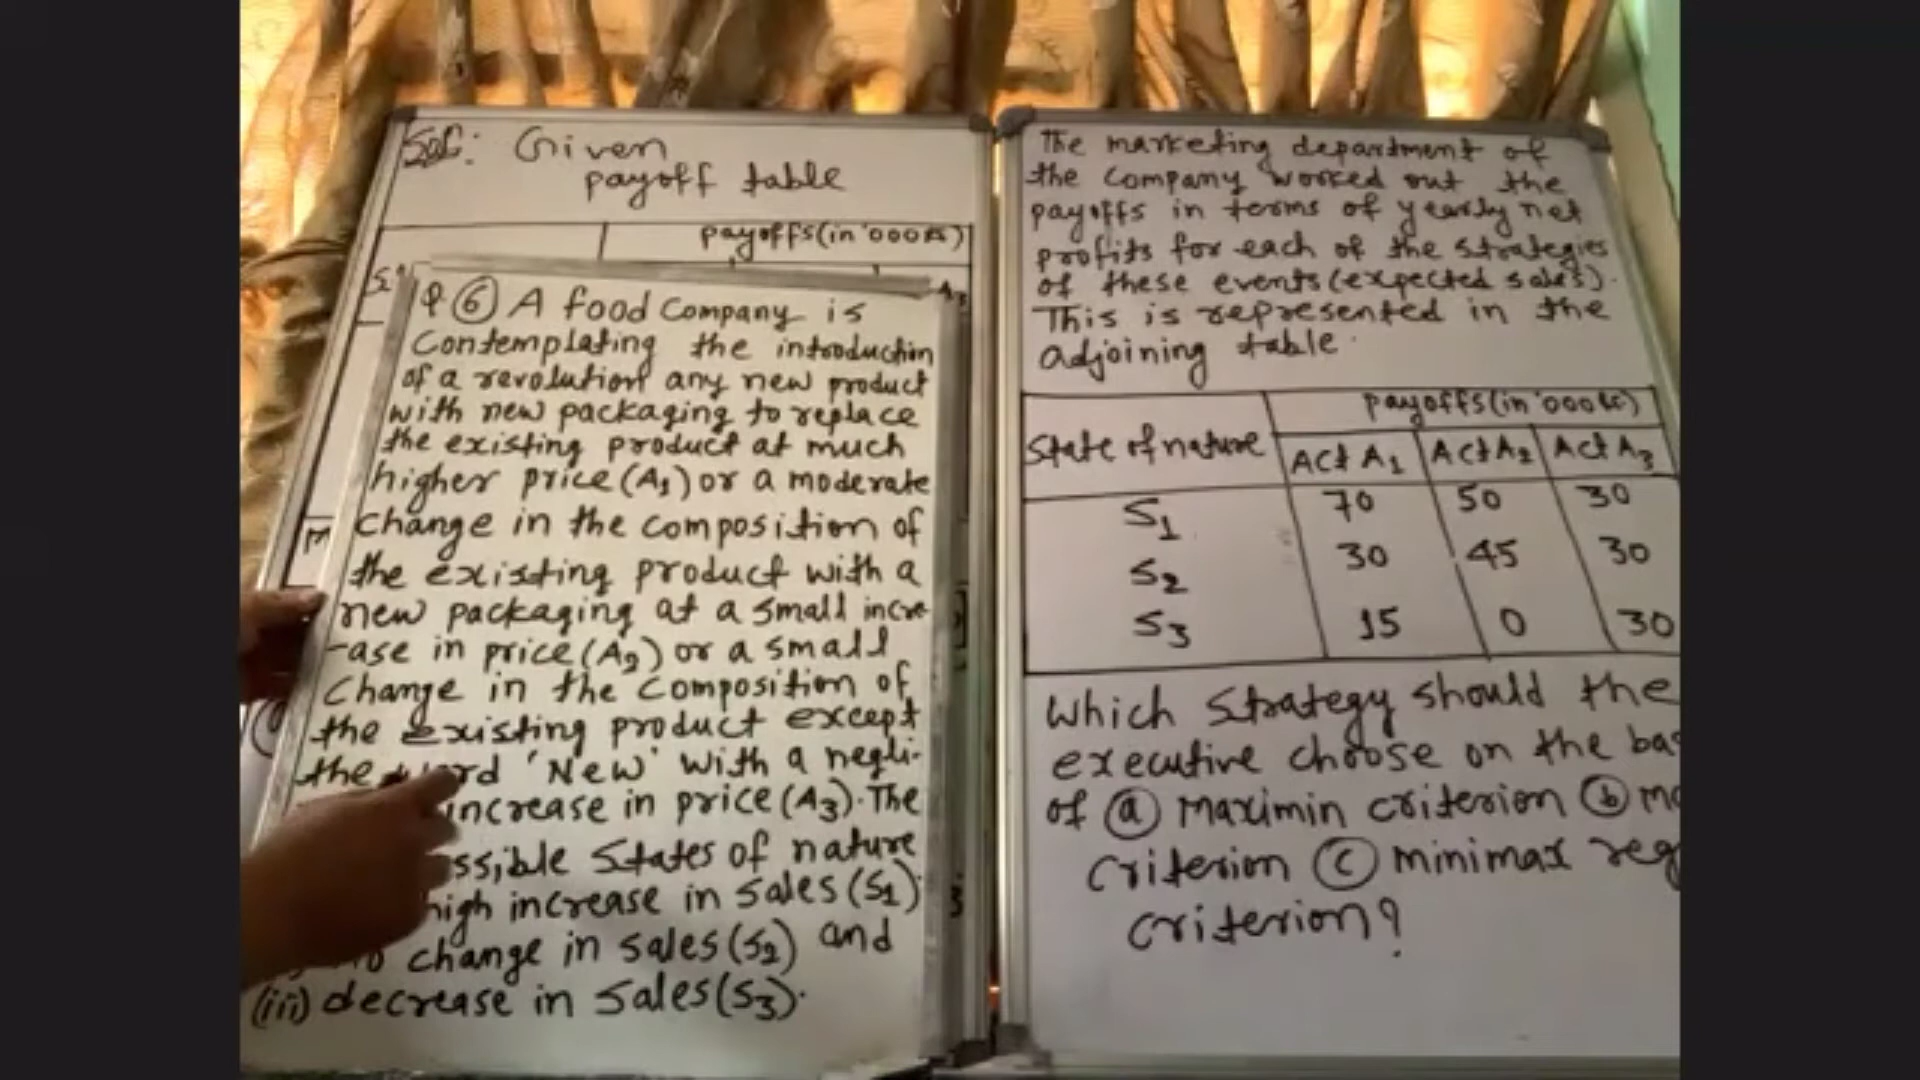 Sol: Given
payoff table
payoffs (in '000 Rs)
A3
Q. 6 A food Company is
Contemplating the introduction
of a revolution any new product
with new packaging to replace
the existing product at much
higher price (A1) or a moderate
change in the composition of
the existing product with a
new packaging at a small incre-
-ase in price (A2) or a small
change in the composition of
the existing product except
the word 'New' with a negli-
increase in price (A3). The
states of nature
high increase in sales (S1)
change in sales (S2) and
(iii) decrease in sales (S3).
The marketing department of
the company worked out the
payoffs in terms of yearly net
profits for each of the strategies
of these events (expected sales).
This is represented in the
adjoining table.
payoffs (in '000 Rs)
State of nature Act A1 Act A2 Act A3
S1 70 50 30
S2 30 45 30
S3 15 0 30
Which strategy should the
executive choose on the
of (a) Maximin criterion (b)
criterion (c) minimax
criterion?